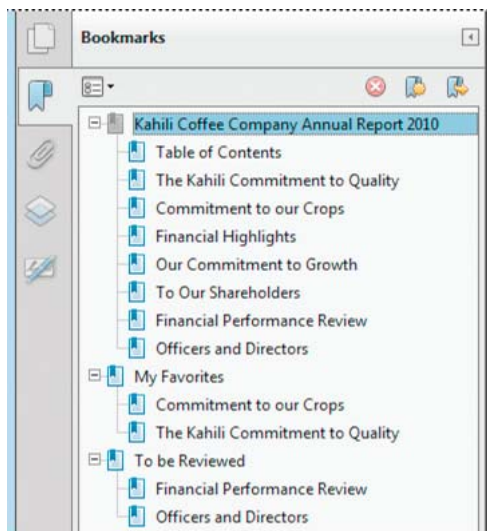 Bookmarks
Kahili Coffee Company Annual Report 2010
Table of Contents
The Kahili Commitment to Quality
Commitment to our Crops
Financial Highlights
Our Commitment to Growth
To Our Shareholders
Financial Performance Review
Officers and Directors
My Favorites
Commitment to our Crops
The Kahili Commitment to Quality
To be Reviewed
Financial Performance Review
Officers and Directors